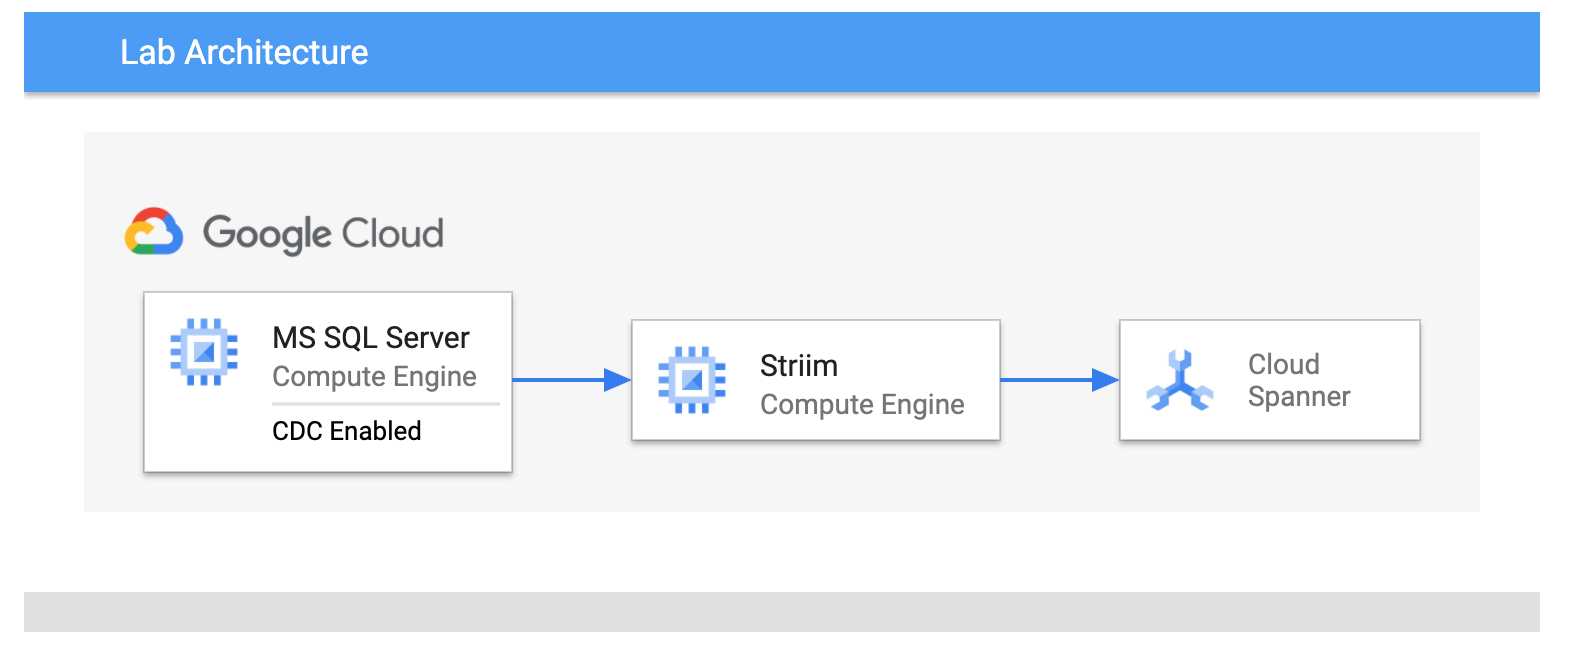 Lab Architecture
Google Cloud
MS SQL Server
Compute Engine
CDC Enabled
Striim
Compute Engine
Cloud
Spanner